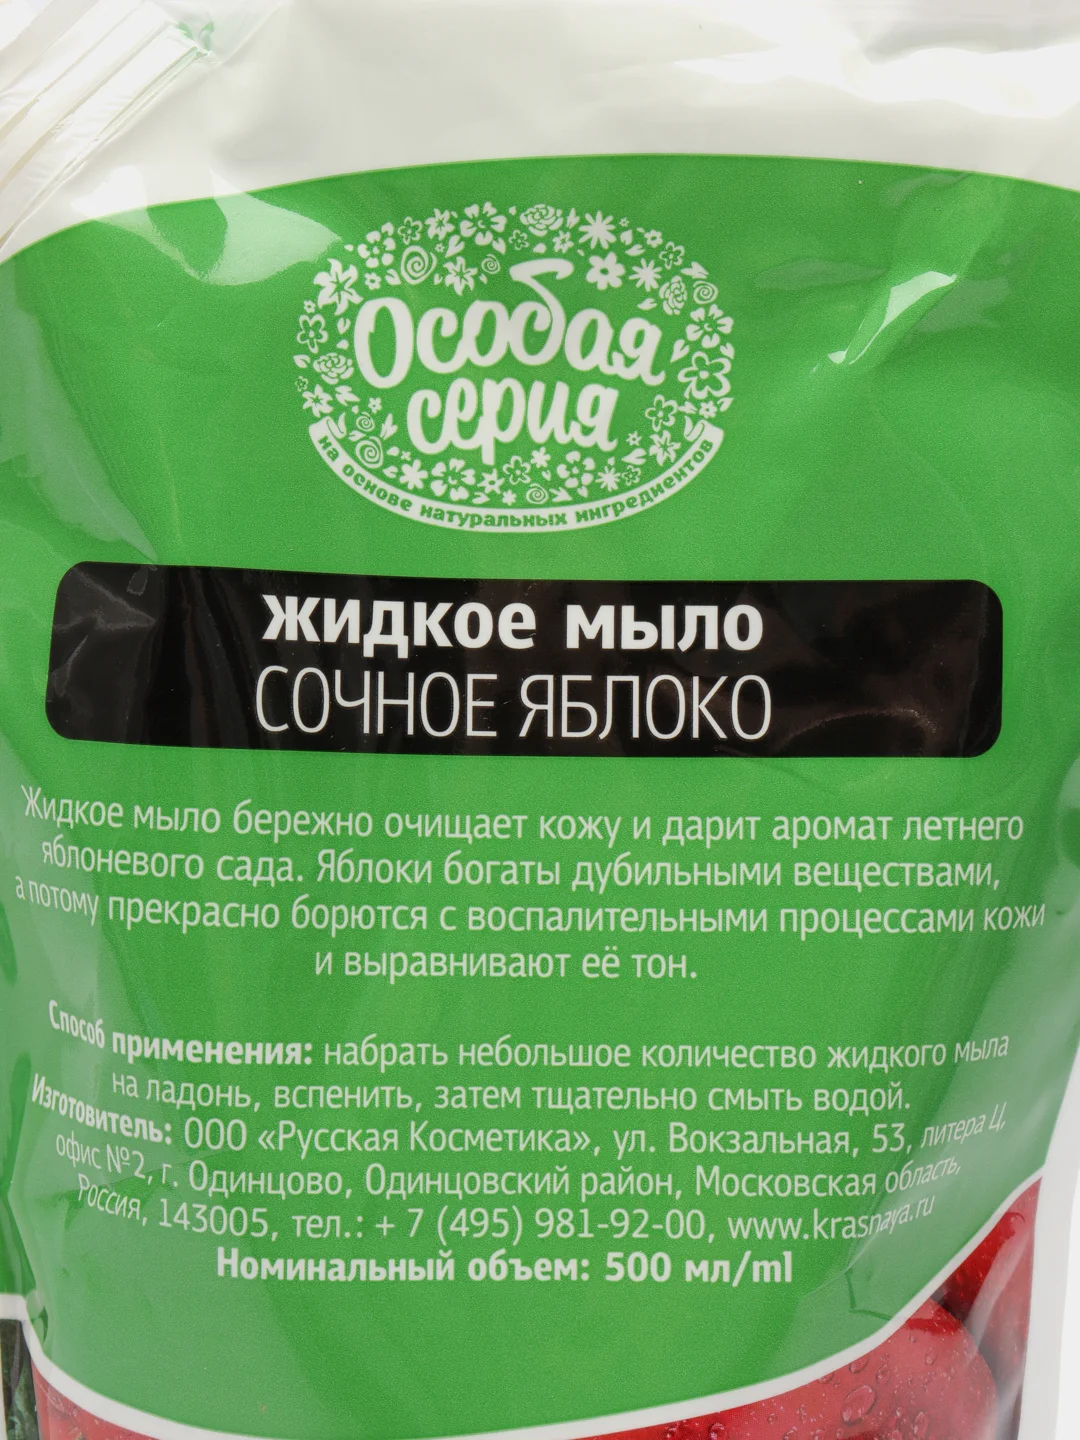 Особая
серия
на основе натуральных ингредиентов
жидкое мыло
СОЧНОЕ ЯБЛОКО
Жидкое мыло бережно очищает кожу и дарит аромат летнего
яблоневого сада. Яблоки богаты дубильными веществами,
а потому прекрасно борются с воспалительными процессами кожи
и выравнивают её тон.
Способ применения: набрать небольшое количество жидкого мыла
на ладонь, вспенить, затем тщательно смыть водой.
Изготовитель: ООО «Русская Косметика», ул. Вокзальная, 53, литера Ц,
офис №2, г. Одинцово, Одинцовский район, Московская область,
Россия, 143005, тел.: + 7 (495) 981-92-00, www.krasnaya.ru
Номинальный объем: 500 мл/ml